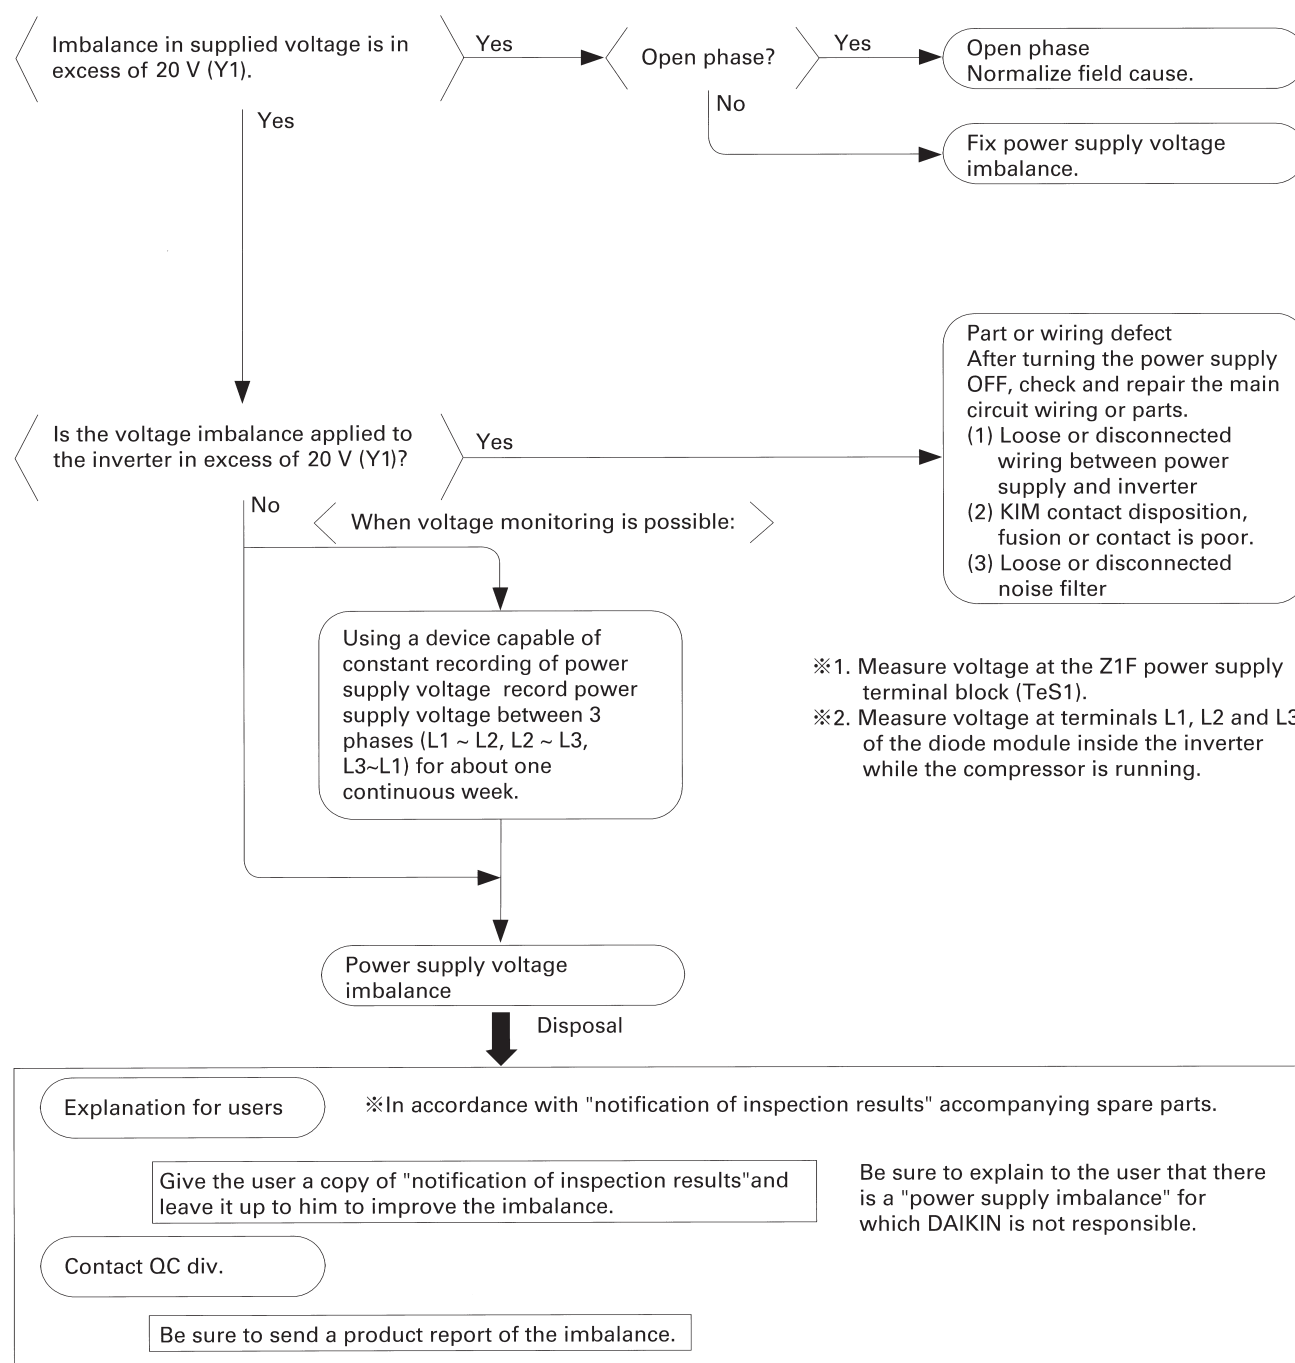 Imbalance in supplied voltage is in
excess of 20 V (Y1).
Yes
Open phase?
Yes
Open phase
Normalize field cause.
No
Fix power supply voltage
imbalance.
Yes
Is the voltage imbalance applied to
the inverter in excess of 20 V (Y1)?
Yes
Part or wiring defect
After turning the power supply
OFF, check and repair the main
circuit wiring or parts.
(1) Loose or disconnected
wiring between power
supply and inverter
(2) KIM contact disposition,
fusion or contact is poor.
(3) Loose or disconnected
noise filter
No
When voltage monitoring is possible:
Using a device capable of
constant recording of power
supply voltage record power
supply voltage between 3
phases (L1 ~ L2, L2 ~ L3,
L3~L1) for about one
continuous week.
※1. Measure voltage at the Z1F power supply
terminal block (TeS1).
※2. Measure voltage at terminals L1, L2 and L3
of the diode module inside the inverter
while the compressor is running.
Power supply voltage
imbalance
Disposal
Explanation for users
※In accordance with "notification of inspection results" accompanying spare parts.
Give the user a copy of "notification of inspection results"and
leave it up to him to improve the imbalance.
Be sure to explain to the user that there
is a "power supply imbalance" for
which DAIKIN is not responsible.
Contact QC div.
Be sure to send a product report of the imbalance.